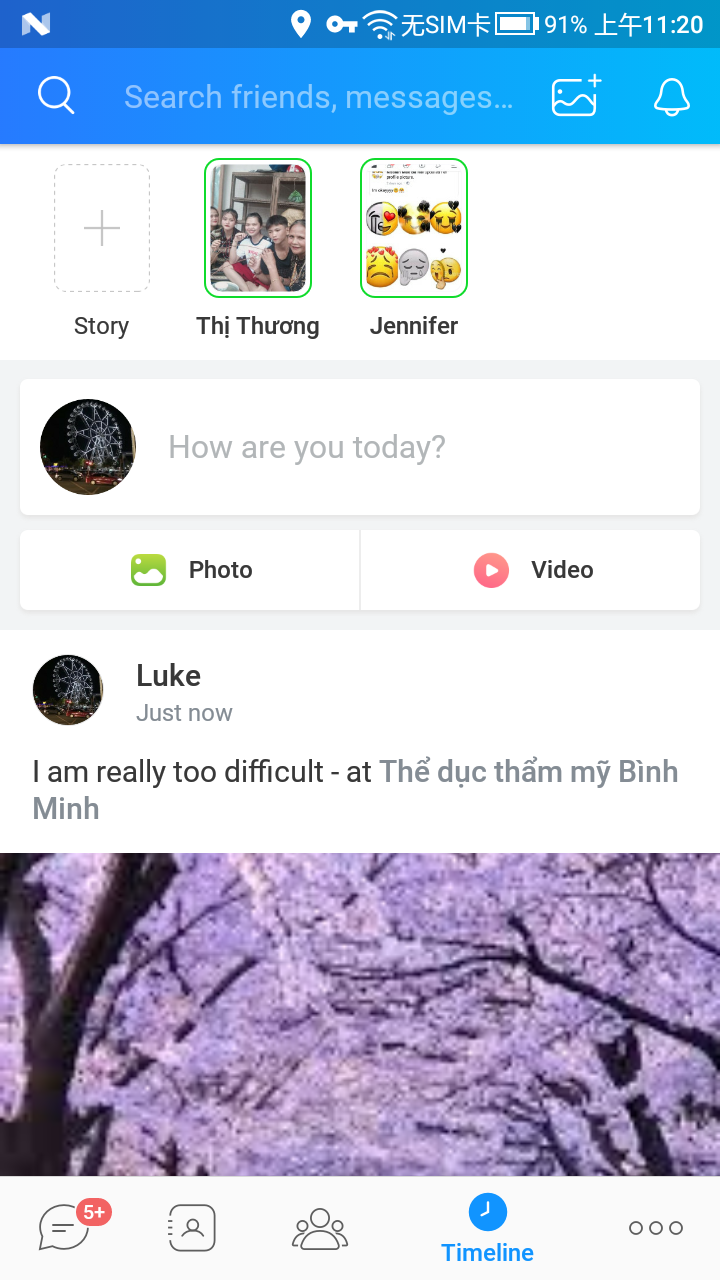 无SIM卡 91% 上午11:20
Search friends, messages...
Story
Thị Thương
Jennifer
How are you today?
Photo
Video
Luke
Just now
I am really too difficult - at Thể dục thẩm mỹ Bình
Minh
5+
Timeline